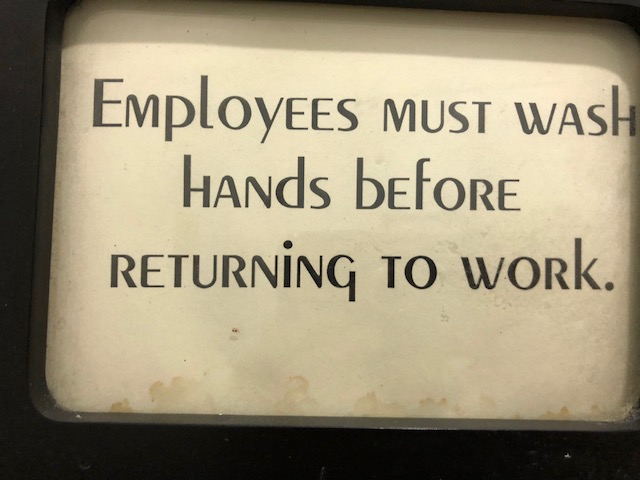 Employees must wash
hands before
returning to work.